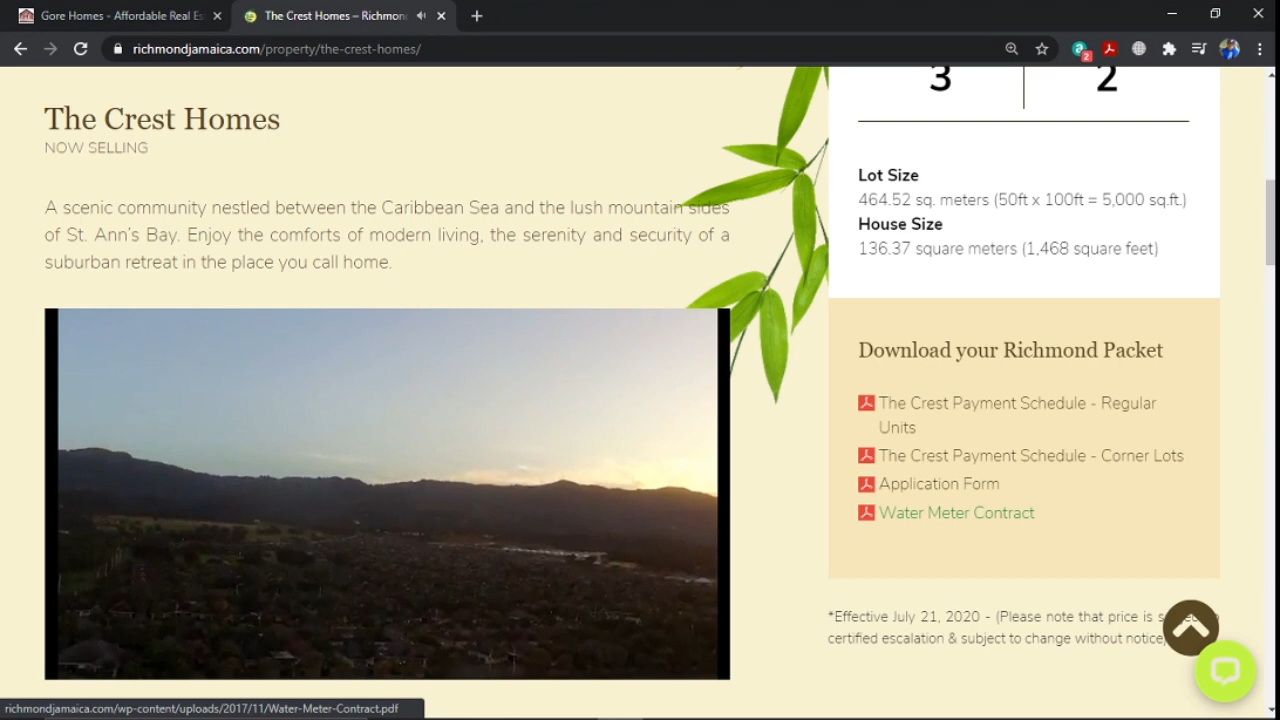 Gore Homes - Affordable Real Es
The Crest Homes – Richmon
richmondjamaica.com/property/the-crest-homes/
2
The Crest Homes
NOW SELLING
A scenic community nestled between the Caribbean Sea and the lush mountain sides
of St. Ann's Bay. Enjoy the comforts of modern living, the serenity and security of a
suburban retreat in the place you call home.
3
2
Lot Size
464.52 sq. meters (50ft x 100ft = 5,000 sq.ft.)
House Size
136.37 square meters (1,468 square feet)
Download your Richmond Packet
The Crest Payment Schedule - Regular
Units
The Crest Payment Schedule - Corner Lots
Application Form
Water Meter Contract
*Effective July 21, 2020 - (Please note that price is
certified escalation & subject to change without notice
richmondjamaica.com/wp-content/uploads/2017/11/Water-Meter-Contract.pdf